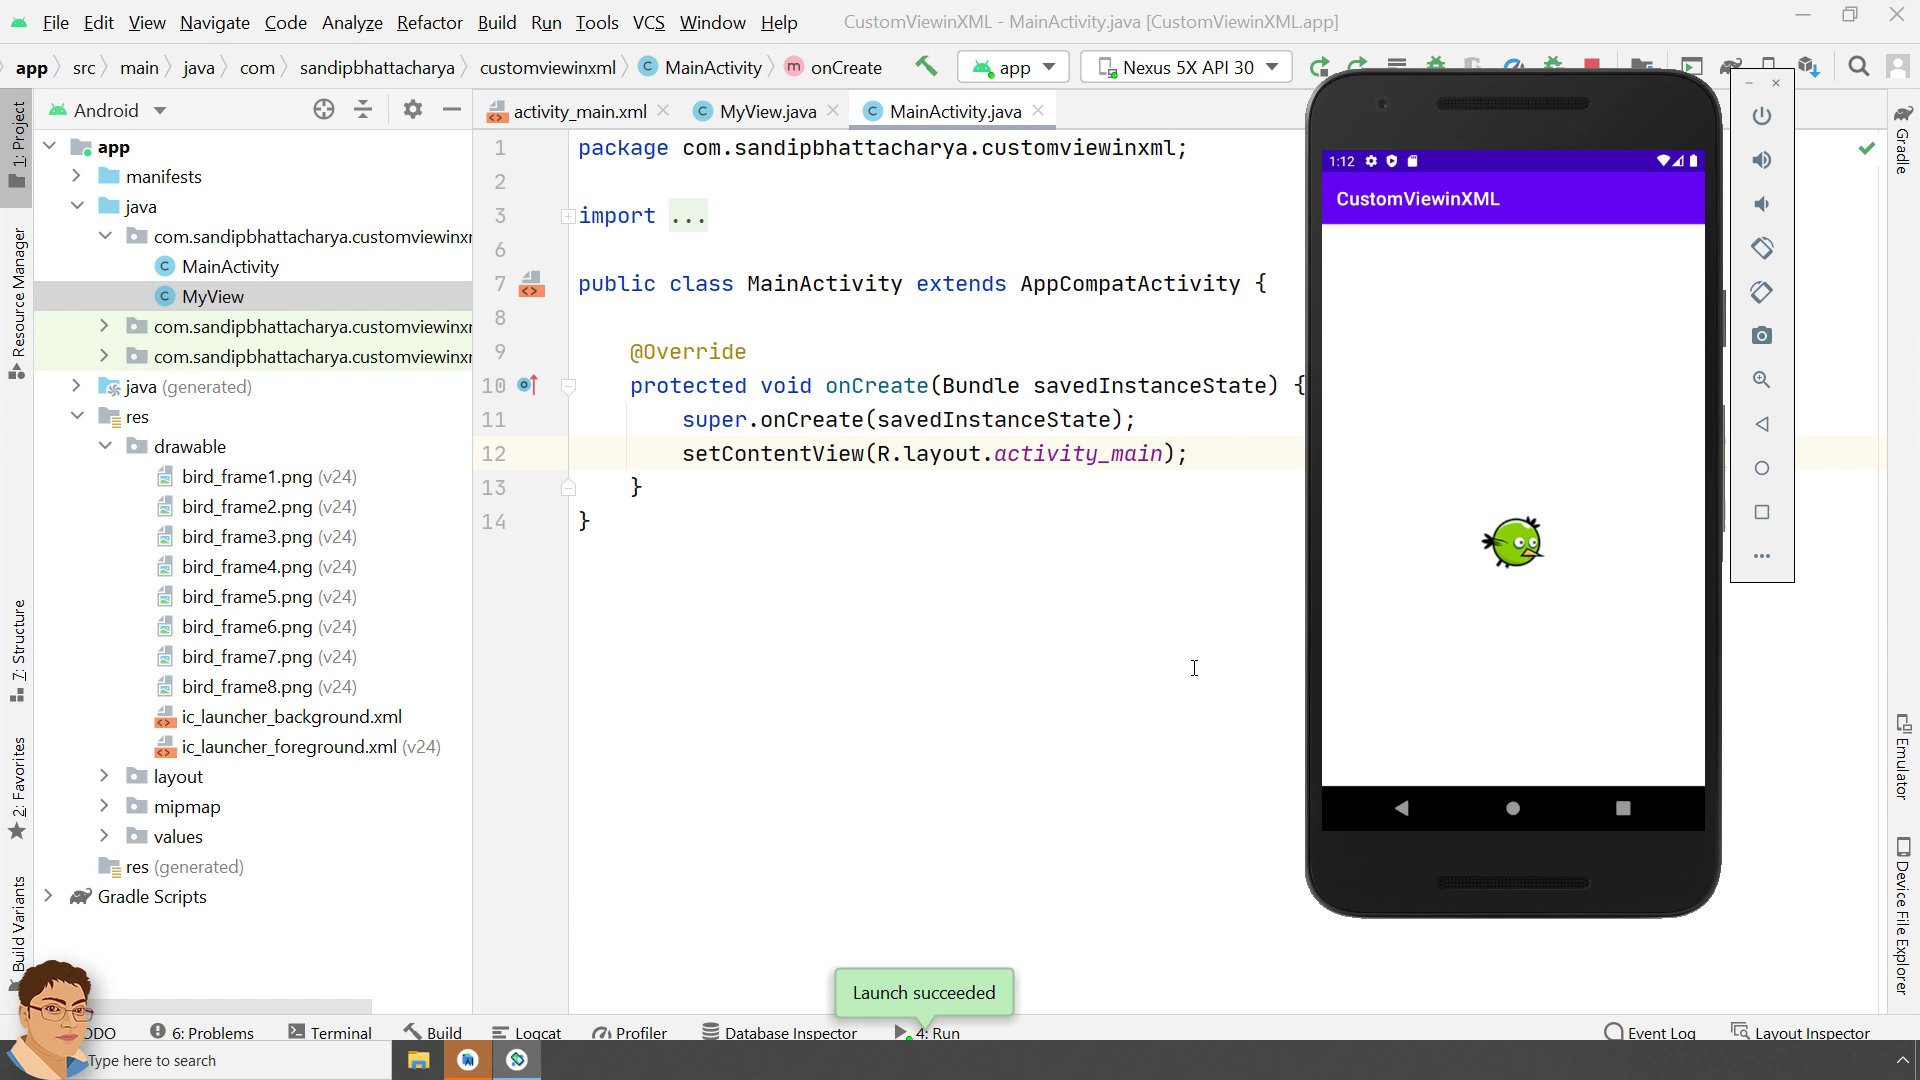 File Edit View Navigate Code Analyze Refactor Build Run Tools VCS Window Help CustomViewinXML - MainActivity.java [CustomViewinXML.app]
app src main java com sandipbhattacharya customviewinxml MainActivity onCreate app Nexus 5X API 30
1: Project
Resource Manager
7: Structure
2: Favorites
Build Variants
Android
app
manifests
java
com.sandipbhattacharya.customviewinxr
MainActivity
MyView
com.sandipbhattacharya.customviewinxr
com.sandipbhattacharya.customviewinxr
java (generated)
res
drawable
bird_frame1.png (v24)
bird_frame2.png (v24)
bird_frame3.png (v24)
bird_frame4.png (v24)
bird_frame5.png (v24)
bird_frame6.png (v24)
bird_frame7.png (v24)
bird_frame8.png (v24)
ic_launcher_background.xml
ic_launcher_foreground.xml (v24)
layout
mipmap
values
res (generated)
Gradle Scripts
activity_main.xml MyView.java MainActivity.java
1 package com.sandipbhattacharya.customviewinxml;
2
3 import ...
6
7 public class MainActivity extends AppCompatActivity {
8
9 @Override
10 protected void onCreate(Bundle savedInstanceState) {
11 super.onCreate(savedInstanceState);
12 setContentView(R.layout.activity_main);
13 }
14 }
1:12
CustomViewinXML
Gradle
Emulator
Device File Explorer
Launch succeeded
ODO 6: Problems Terminal Build Logcat Profiler Database Inspector 4: Run Event Log Layout Inspector
Type here to search